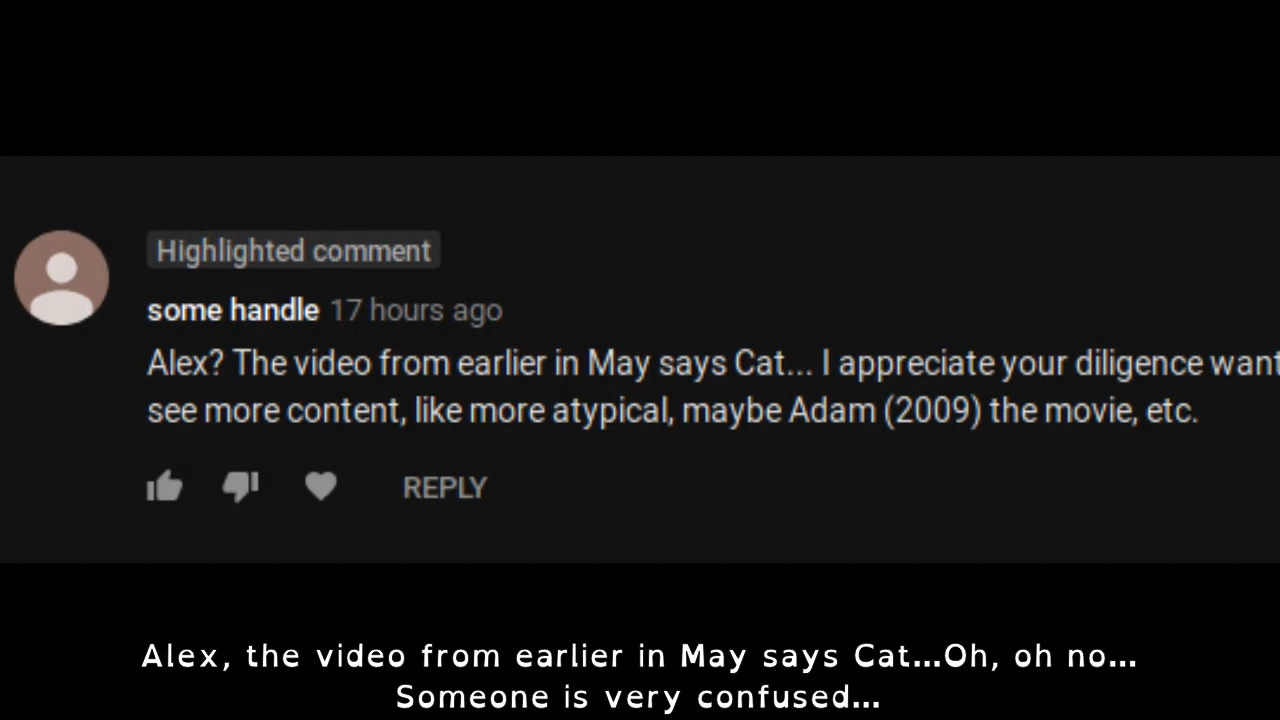 Highlighted comment
some handle 17 hours ago
Alex? The video from earlier in May says Cat... I appreciate your diligence want
see more content, like more atypical, maybe Adam (2009) the movie, etc.
REPLY
Alex, the video from earlier in May says Cat...Oh, oh no...
Someone is very confused...